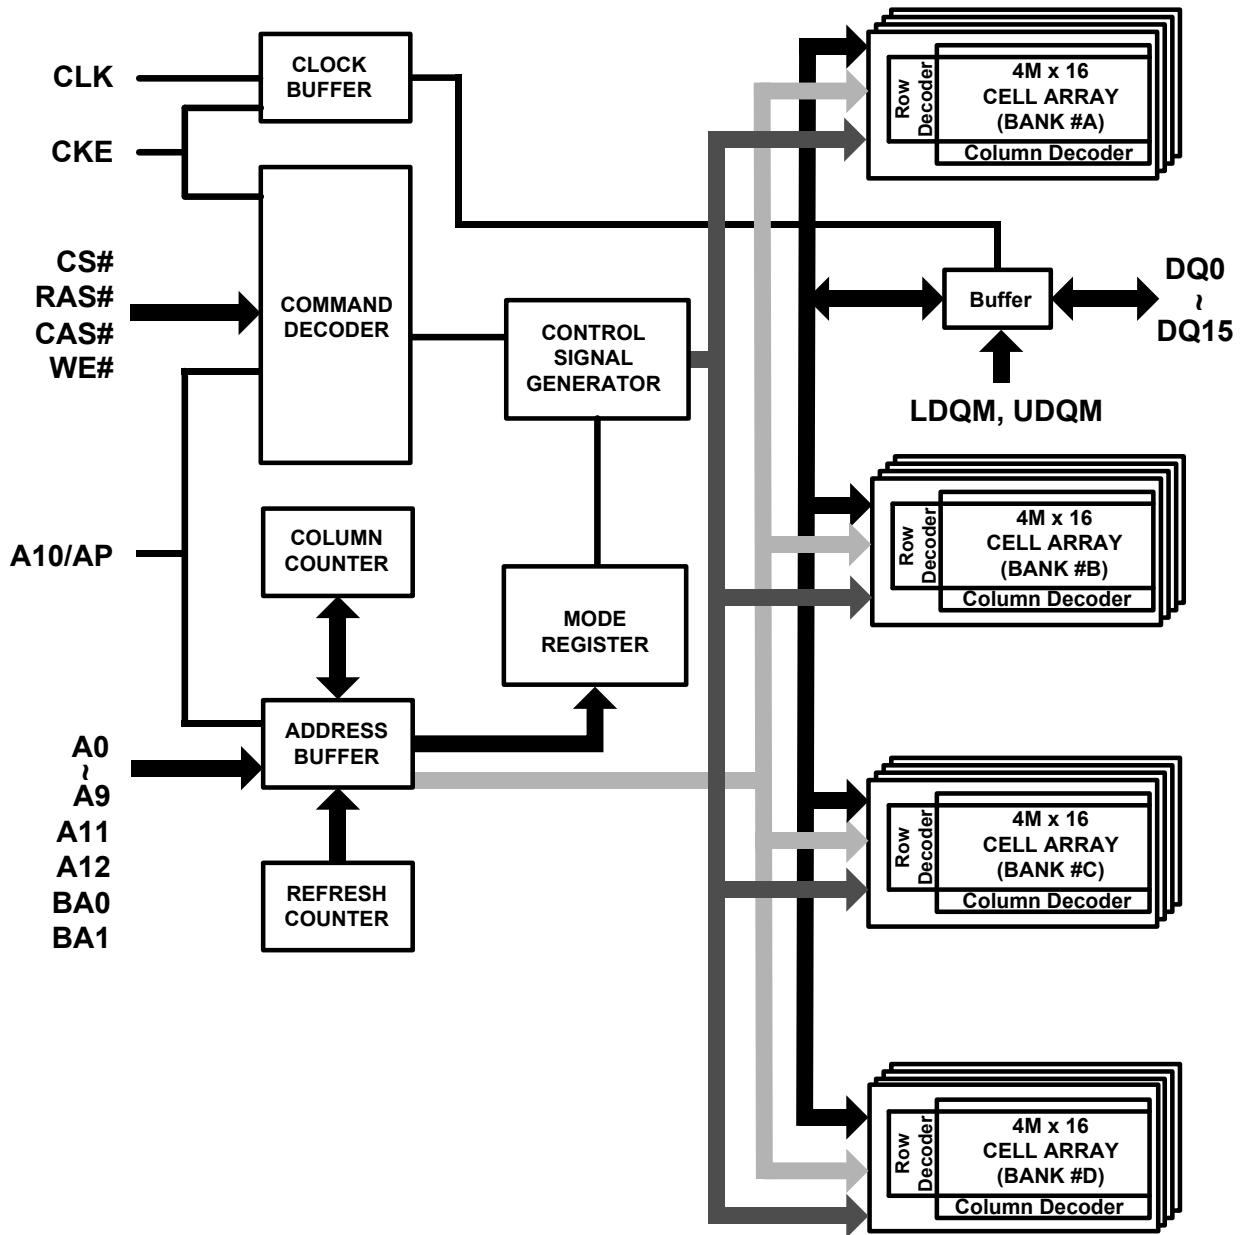 CLK
CKE
CS#
RAS#
CAS#
WE#
A10/AP
A0
~
A9
A11
A12
BA0
BA1
CLOCK
BUFFER
COMMAND
DECODER
COLUMN
COUNTER
ADDRESS
BUFFER
REFRESH
COUNTER
CONTROL
SIGNAL
GENERATOR
MODE
REGISTER
Row
Decoder
4M x 16
CELL ARRAY
(BANK #A)
Column Decoder
Buffer
DQ0
~
DQ15
LDQM, UDQM
Row
Decoder
4M x 16
CELL ARRAY
(BANK #B)
Column Decoder
Row
Decoder
4M x 16
CELL ARRAY
(BANK #C)
Column Decoder
Row
Decoder
4M x 16
CELL ARRAY
(BANK #D)
Column Decoder